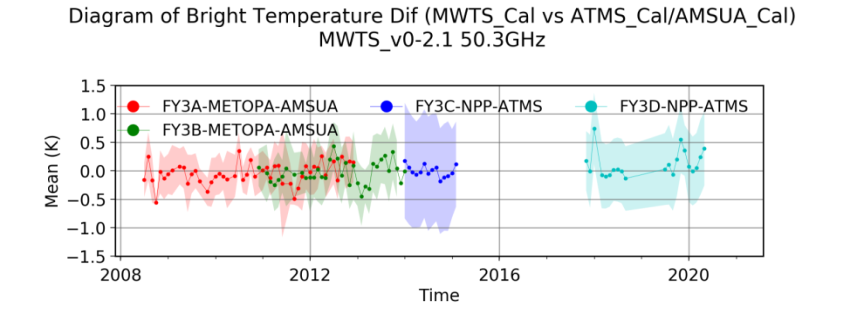 Diagram of Bright Temperature Dif (MWTS_Cal vs ATMS_Cal/AMSUA_Cal)
MWTS_v0-2.1 50.3GHz
1.5
1.0
0.5
0.0
−0.5
−1.0
−1.5
Mean (K)
FY3A-METOPA-AMSUA
FY3C-NPP-ATMS
FY3D-NPP-ATMS
FY3B-METOPA-AMSUA
2008
2012
2016
2020
Time